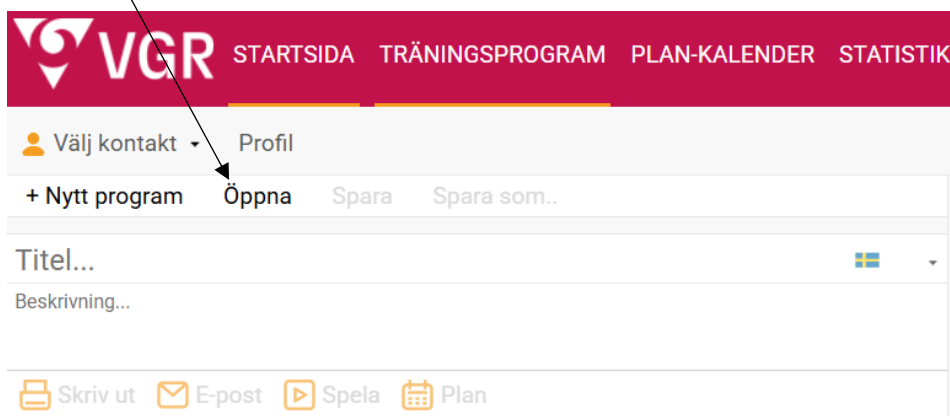 VGR STARTSIDA TRÄNINGSPROGRAM PLAN-KALENDER STATISTIK
Välj kontakt Profil
+ Nytt program Öppna Spara Spara som..
Titel...
Beskrivning...
Skriv ut E-post Spela Plan